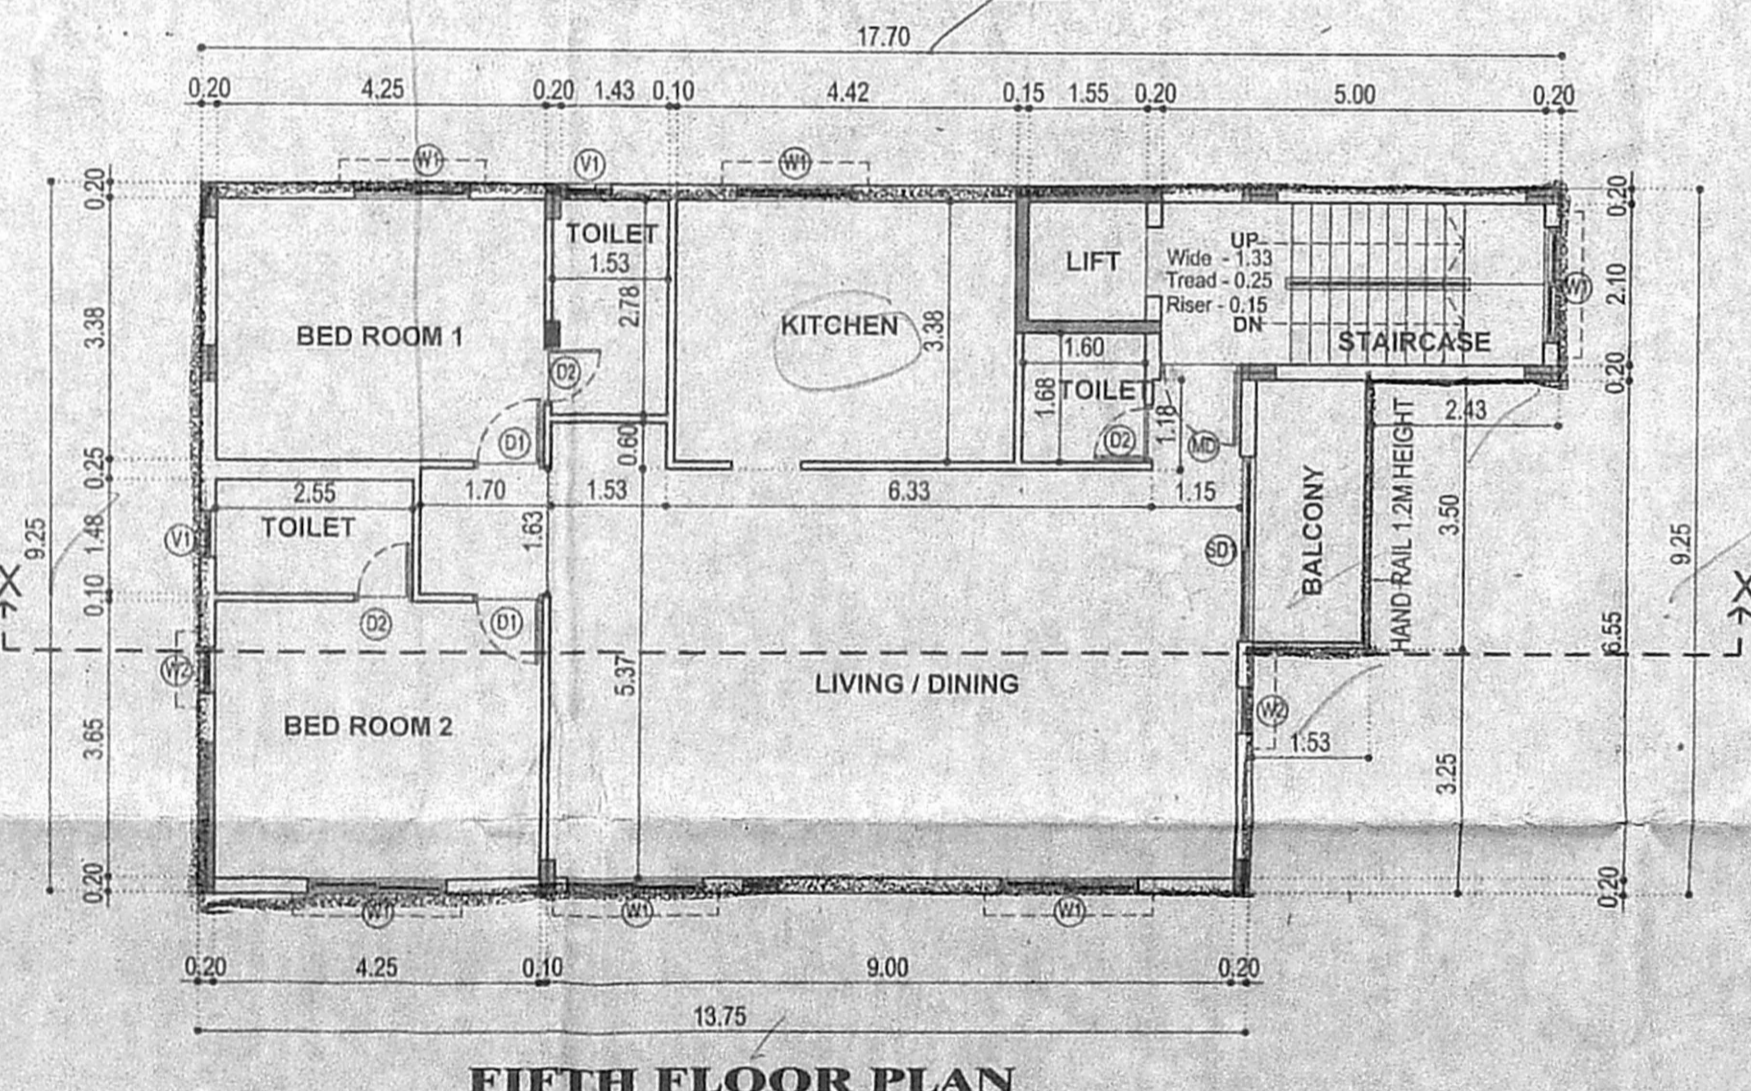 17.70
0.20 4.25 0.20 1.43 0.10 4.42 0.15 1.55 0.20 5.00 0.20
W1 V1 W1
0.20 0.20
TOILET
1.53
LIFT
UP
Wide - 1.33
Tread - 0.25
Riser - 0.15
DN
W1
2.10
2.78
BED ROOM 1
KITCHEN
3.38
3.38
STAIRCASE
1.60
TOILET
1.68
D2
0.20
1.18
2.43
D1
0.60
D2
MD
0.25
2.55
1.70
1.53
6.33
1.15
TOILET
1.63
V1
1.48
9.25
SD1
BALCONY
HAND RAIL 1.2M HEIGHT
3.50
9.25
X
0.10
D2
D1
X
6.55
W2
5.37
LIVING / DINING
BED ROOM 2
3.65
W2
1.53
3.25
0.20
0.20
W1 W1 W1
0.20 4.25 0.10 9.00 0.20
13.75
FIFTH FLOOR PLAN